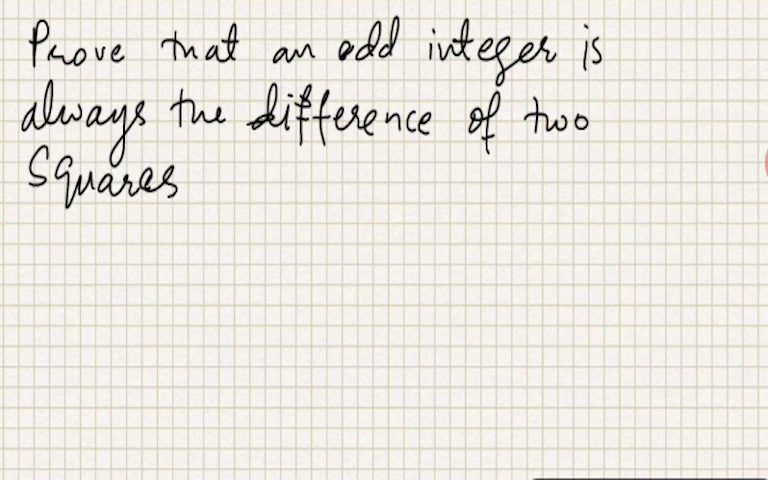 Prove that an odd integer is
always the difference of two
Squares